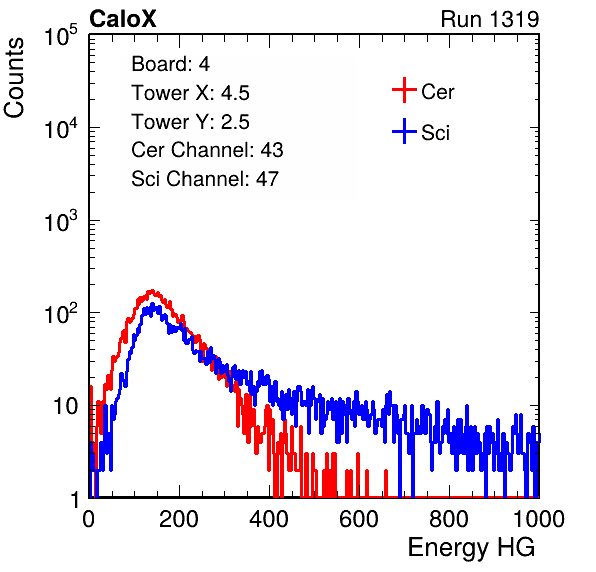 CaloX Run 1319
Counts
10^5
10^4
10^3
10^2
10
1
Board: 4
Tower X: 4.5
Tower Y: 2.5
Cer Channel: 43
Sci Channel: 47
Cer
Sci
0 200 400 600 800 1000
Energy HG